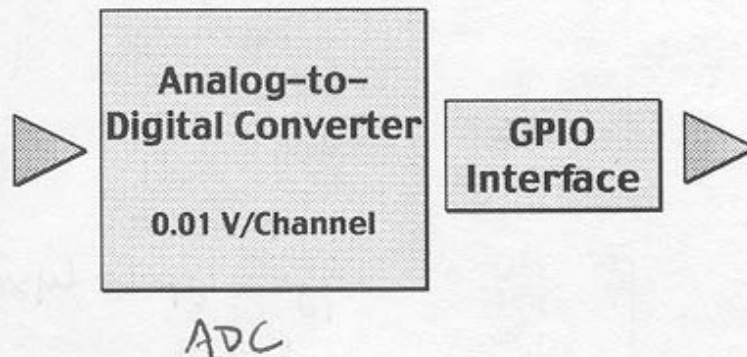 Analog-to-
Digital Converter
0.01 V/Channel
GPIO
Interface
ADC